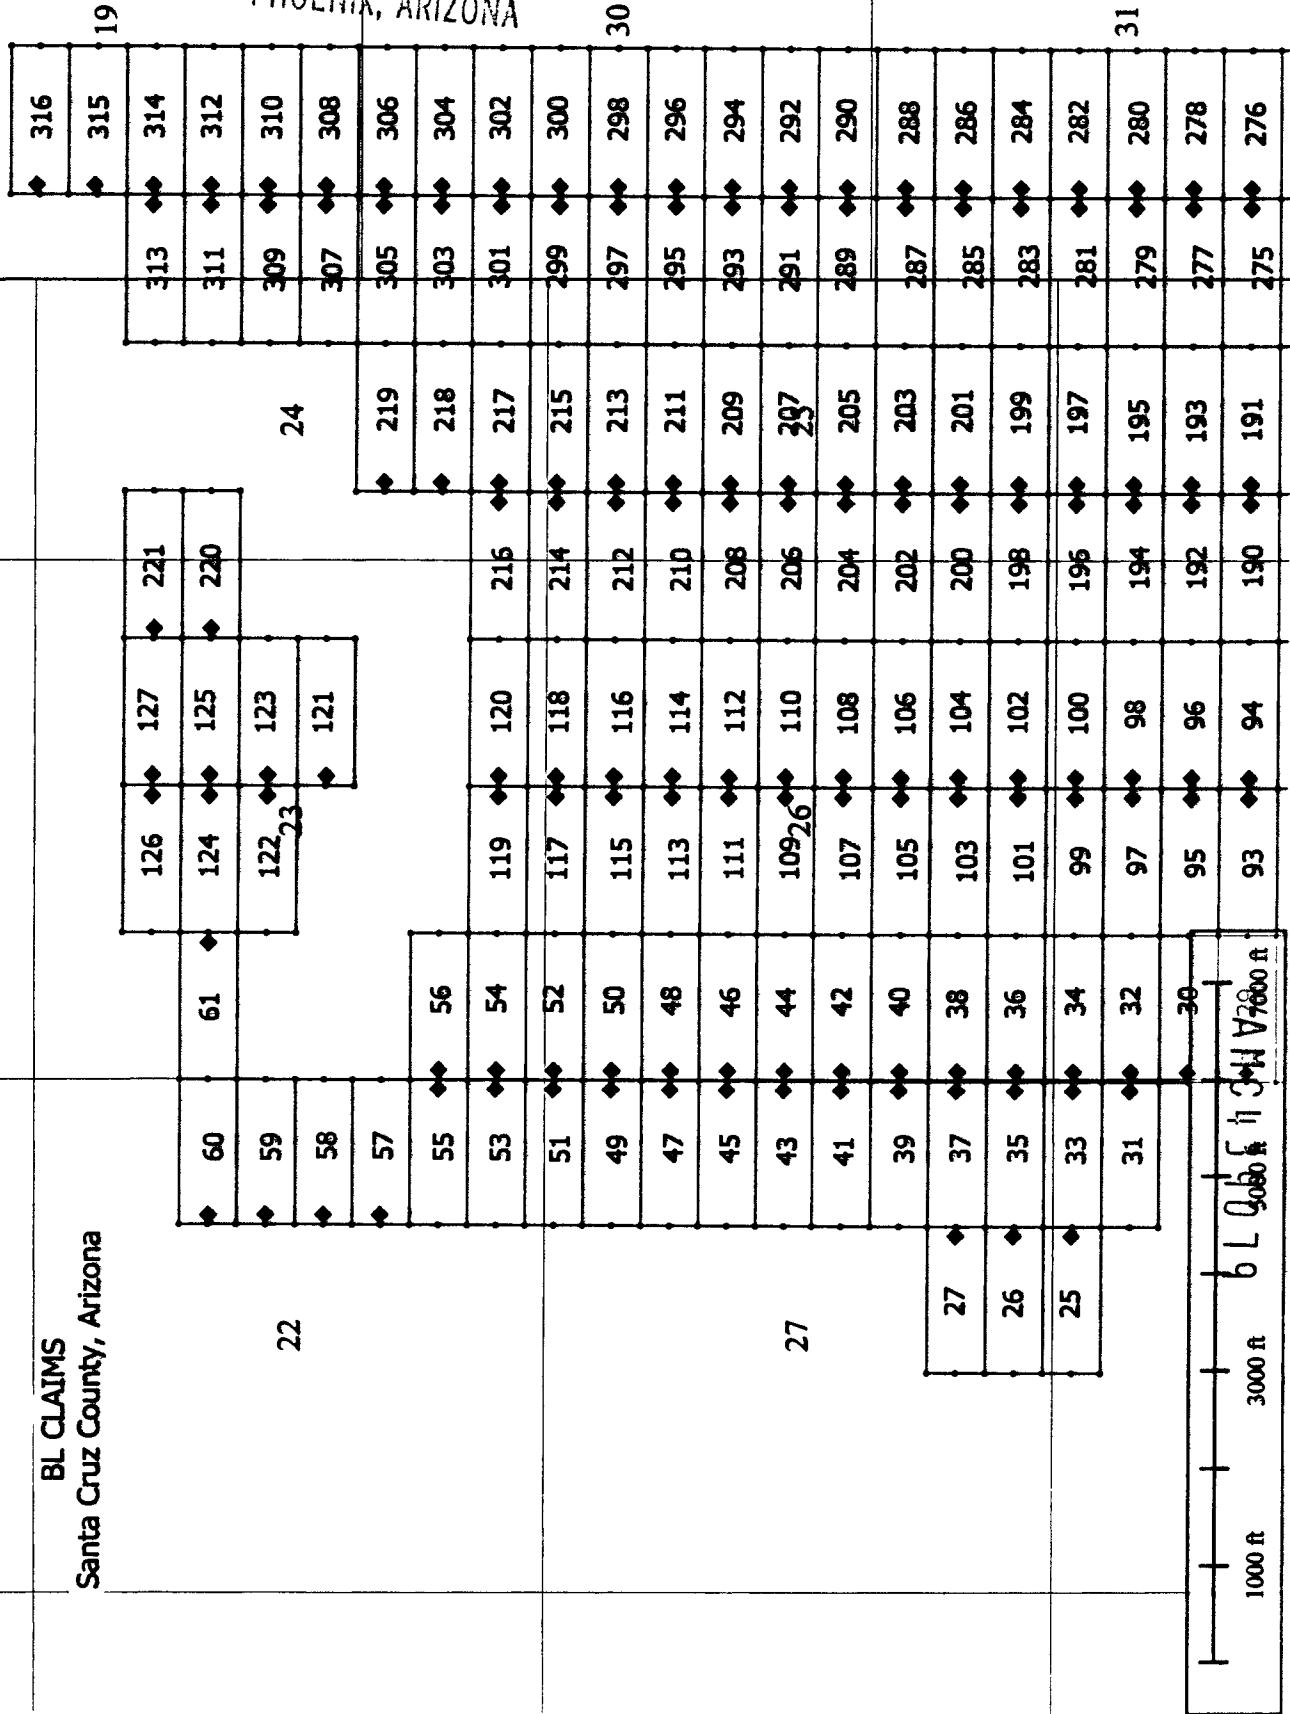 BL CLAIMS
Santa Cruz County, Arizona
PHOENIX, ARIZONA
19
30
31
316 315 314 312 310 308 306 304 302 300 298 296 294 292 290 288 286 284 282 280 278 276
313 311 309 307 305 303 301 299 297 295 293 291 289 287 285 283 281 279 277 275
24
219 218 217 215 213 211 209 207 205 203 201 199 197 195 193 191
25
221 220 216 214 212 210 208 206 204 202 200 198 196 194 192 190
127 125 123 121 120 118 116 114 112 110 108 106 104 102 100 98 96 94
23
26
126 124 122 119 117 115 113 111 109 107 105 103 101 99 97 95 93
61 56 54 52 50 48 46 44 42 40 38 36 34 32 30
60 59 58 57 55 53 51 49 47 45 43 41 39 37 35 33 31
27 26 25
22
27
1000 ft 3000 ft 5000 ft 7000 ft